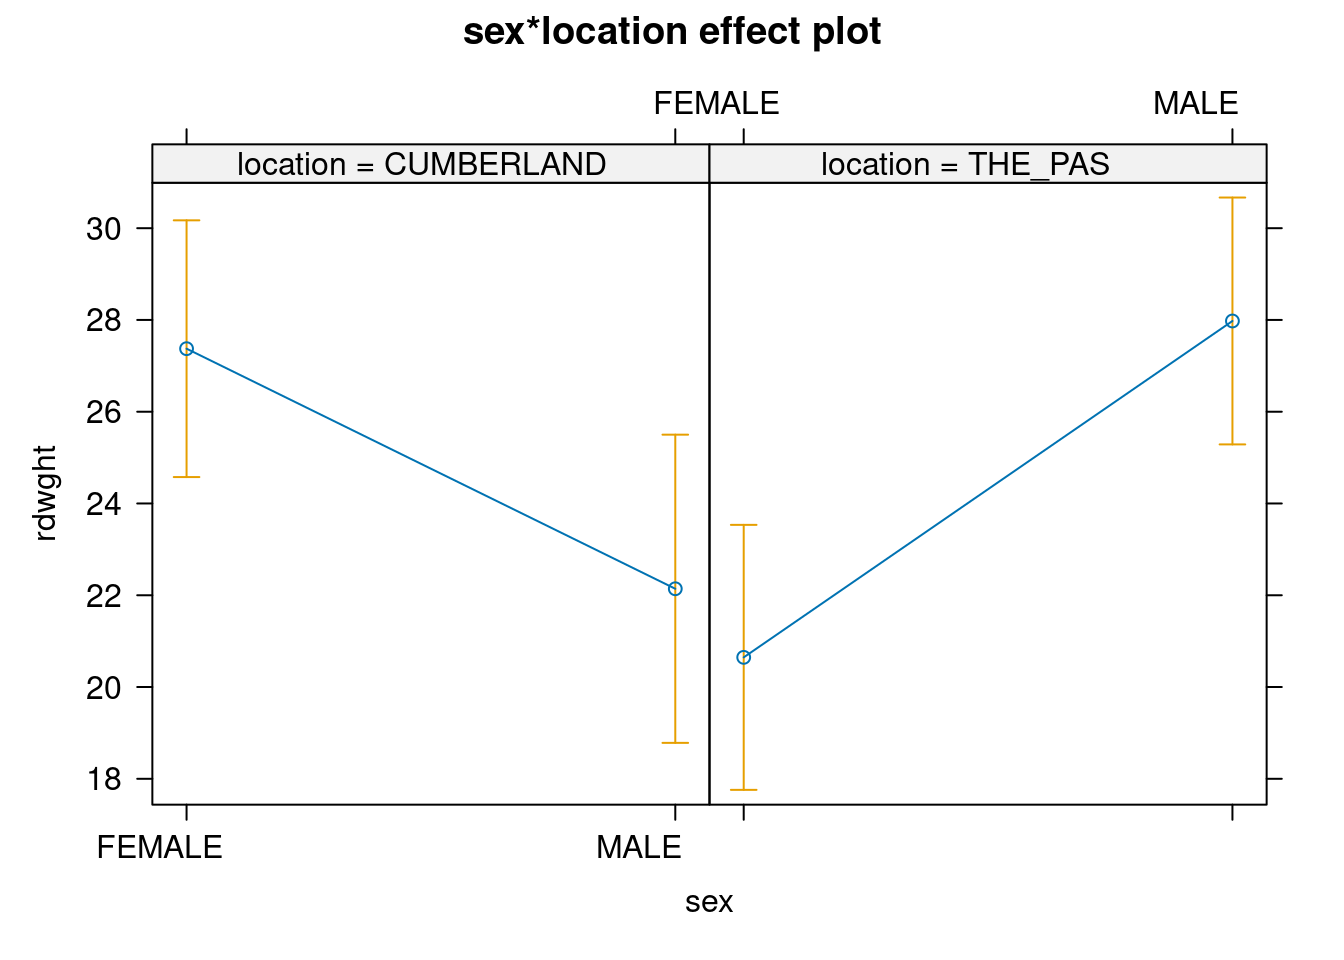 sex*location effect plot
FEMALE MALE
location = CUMBERLAND location = THE_PAS
30
28
26
24
22
20
18
rdwght
FEMALE MALE
sex